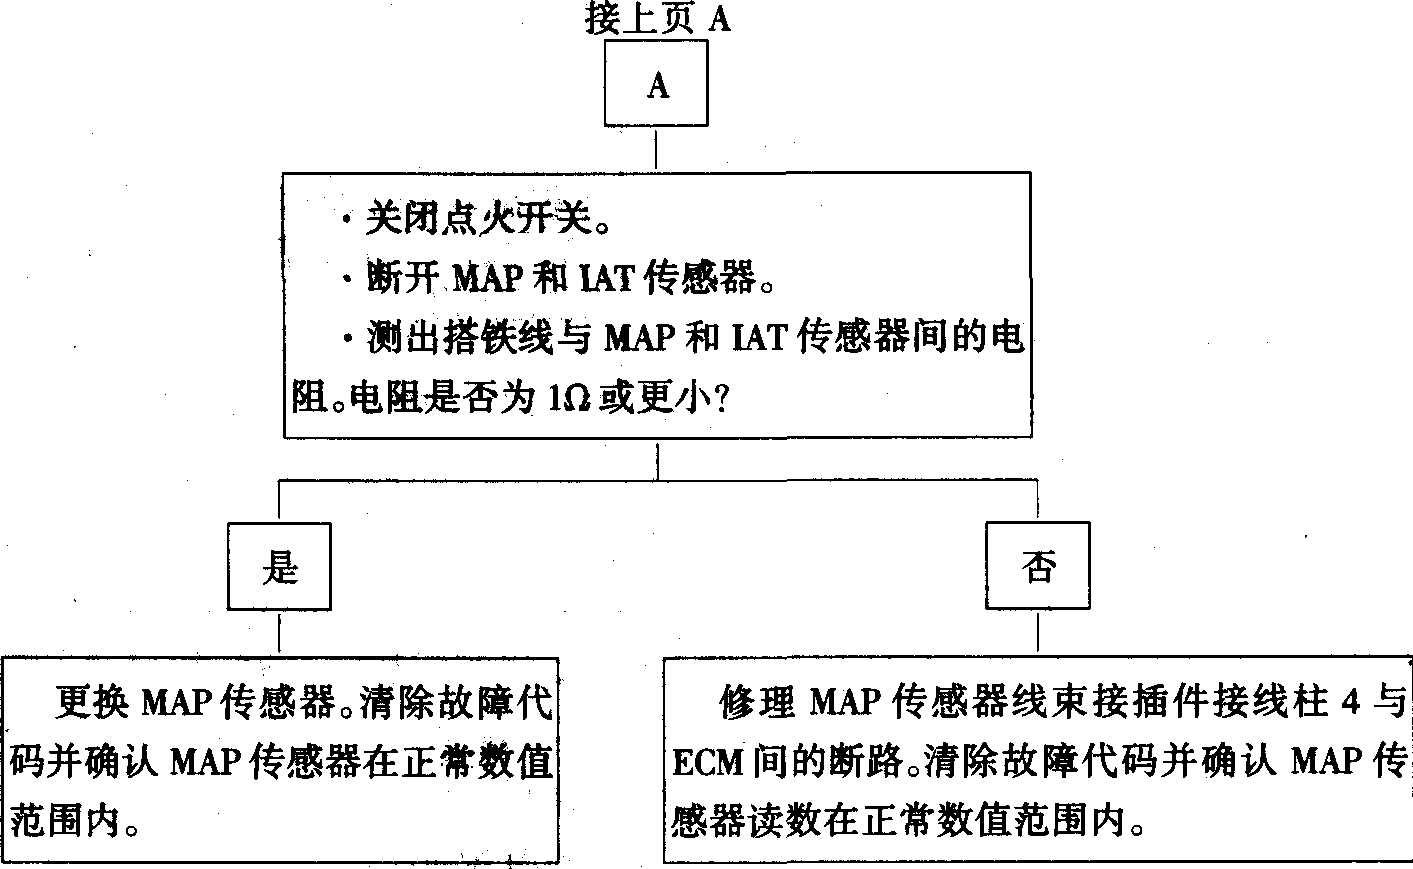 接上页 A
A
·关闭点火开关。
·断开 MAP 和 IAT 传感器。
·测出搭铁线与 MAP 和 IAT 传感器间的电
阻。电阻是否为 1Ω 或更小?
是
否
更换 MAP 传感器。清除故障代
码并确认 MAP 传感器在正常数值
范围内。
修理 MAP 传感器线束接插件接线柱 4 与
ECM 间的断路。清除故障代码并确认 MAP 传
感器读数在正常数值范围内。